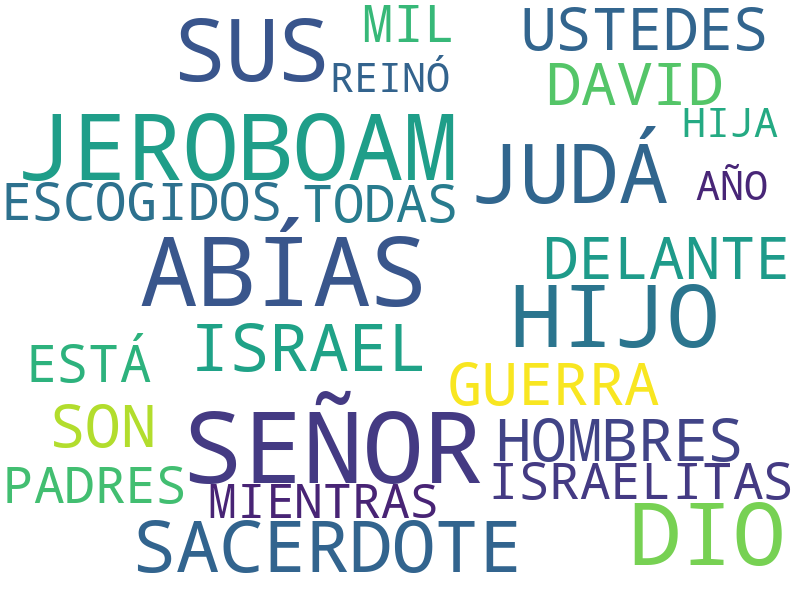 SUS MIL USTEDES
REINÓ DAVID
JEROBOAM HIJA
JUDÁ AÑO
ESCOGIDOS TODAS
ABÍAS DELANTE
HIJO
ISRAEL
ESTÁ GUERRA
SON SEÑOR HOMBRES
PADRES ISRAELITAS
MIENTRAS
SACERDOTE DIO